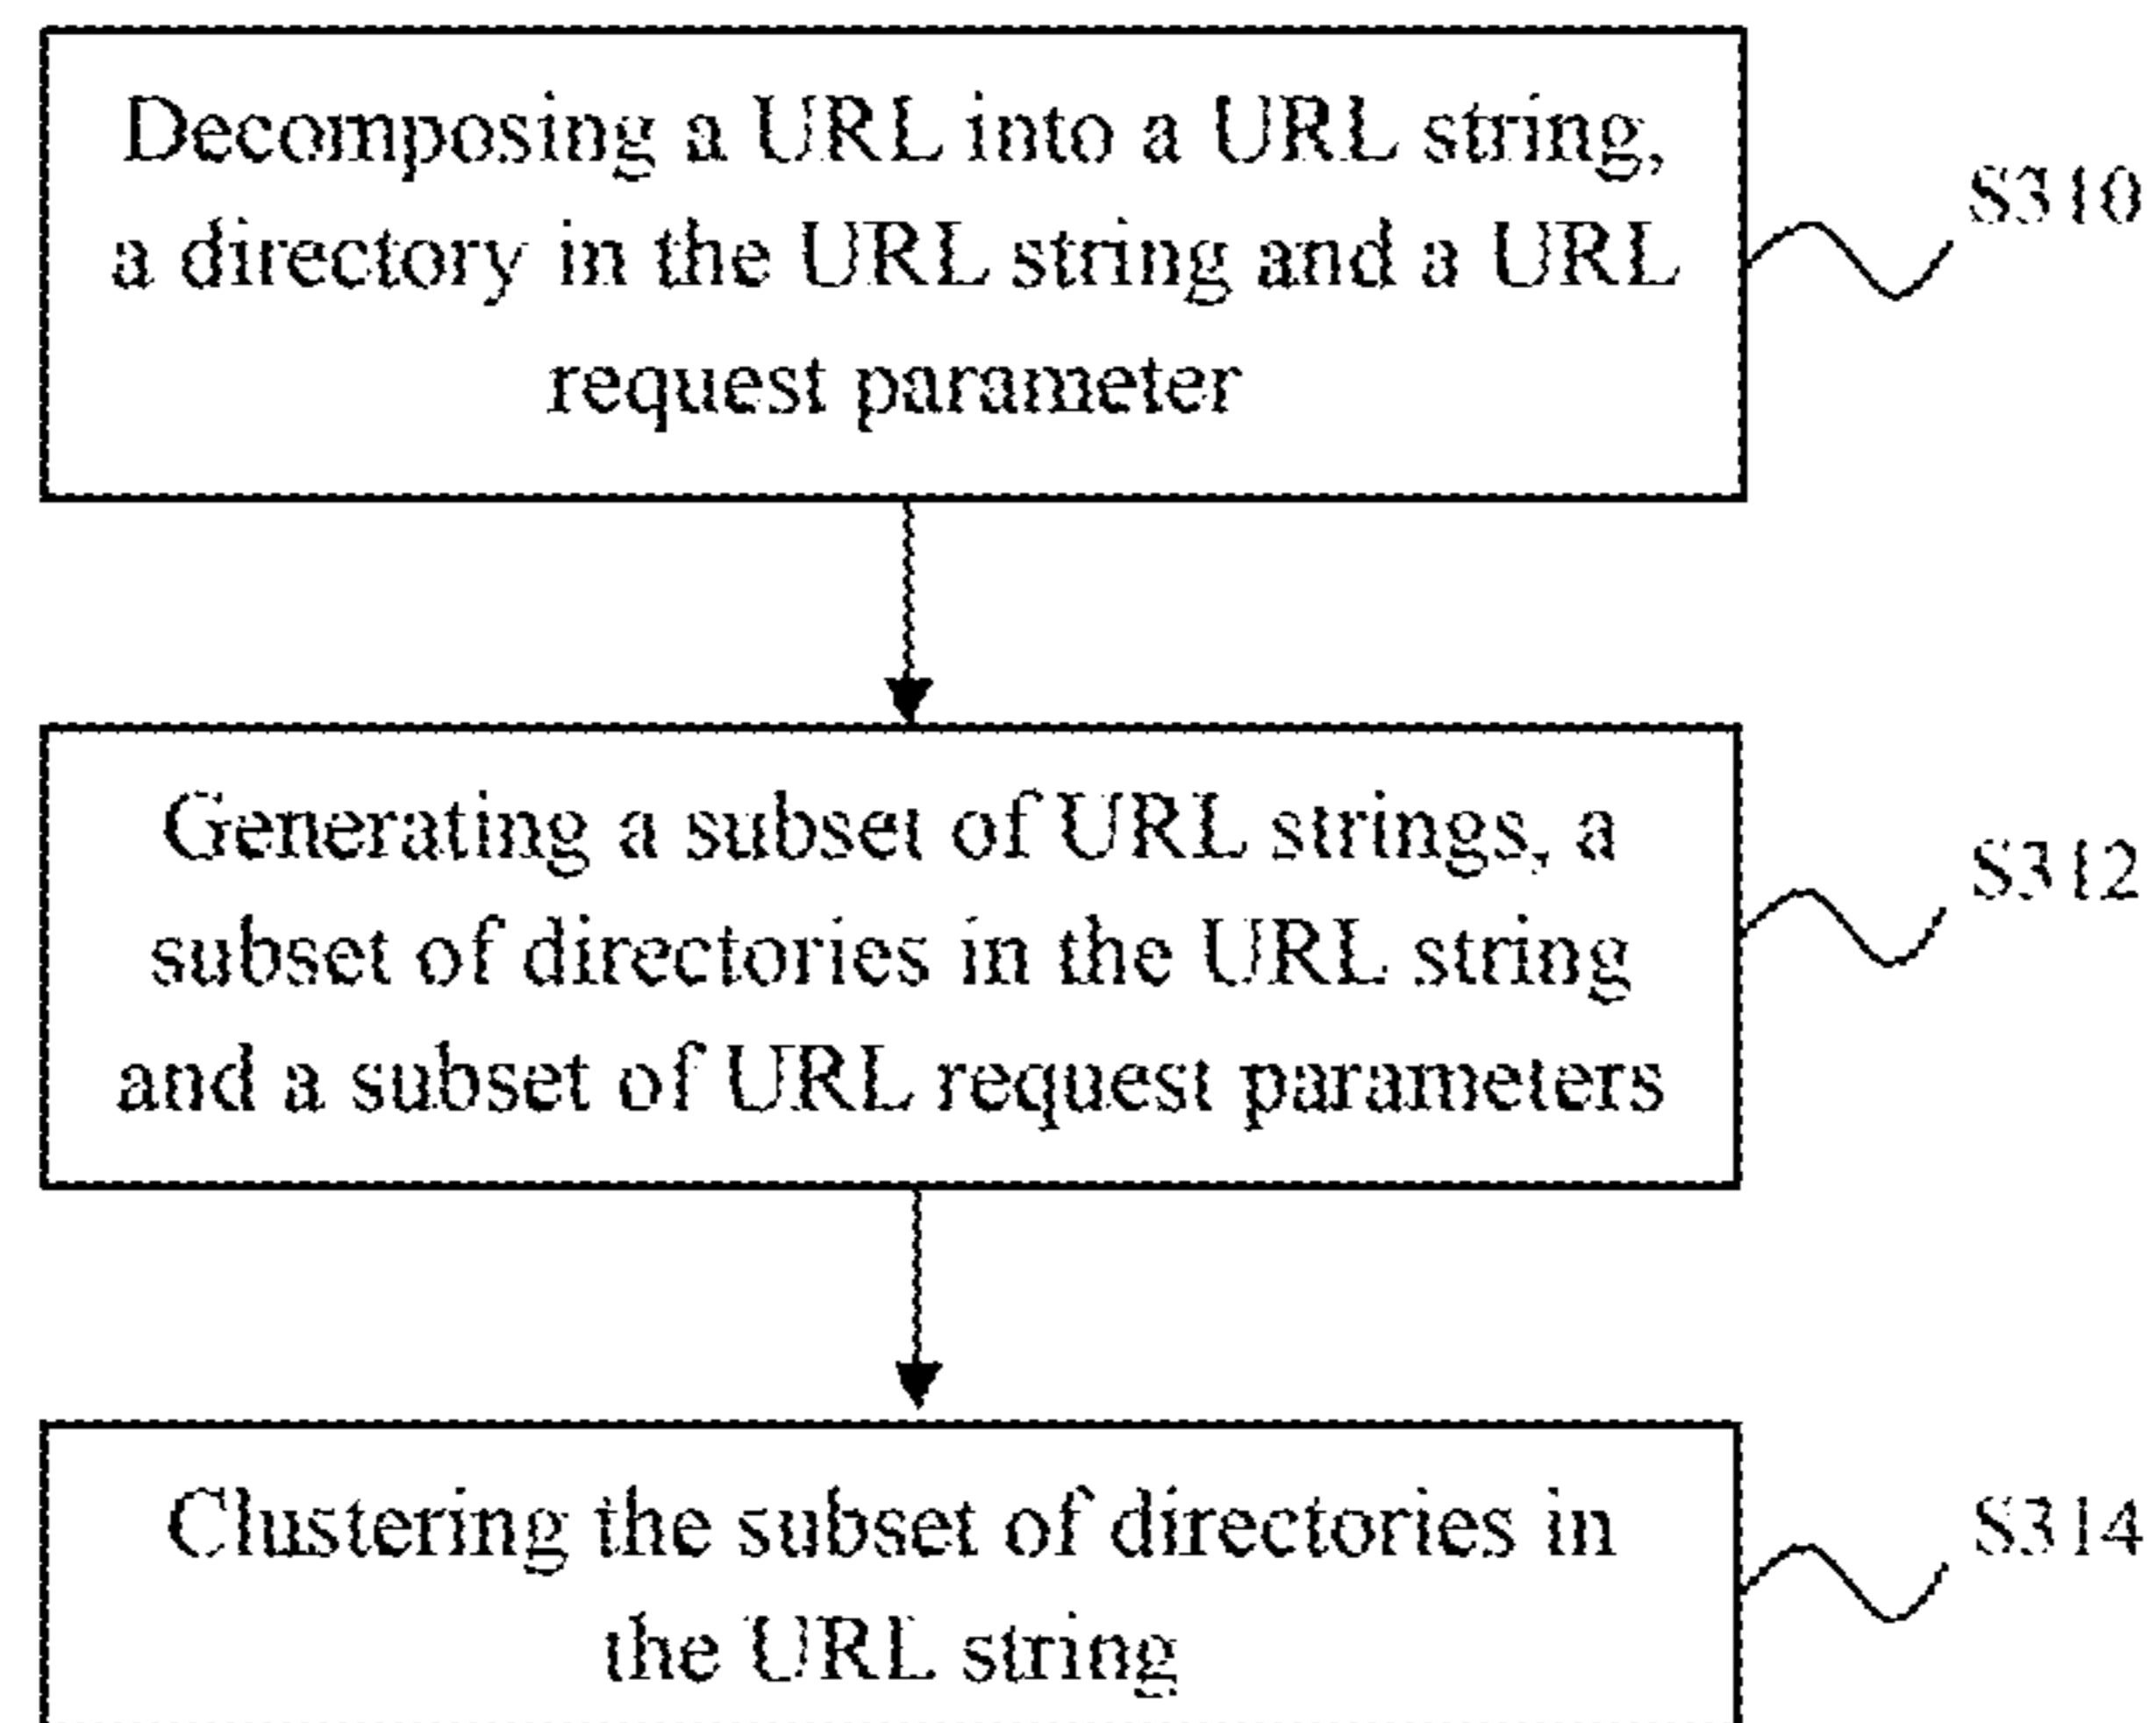 Decomposing a URL into a URL string,
a directory in the URL string and a URL
request parameter
S310
Generating a subset of URL strings, a
subset of directories in the URL string
and a subset of URL request parameters
S312
Clustering the subset of directories in
the URL string
S314